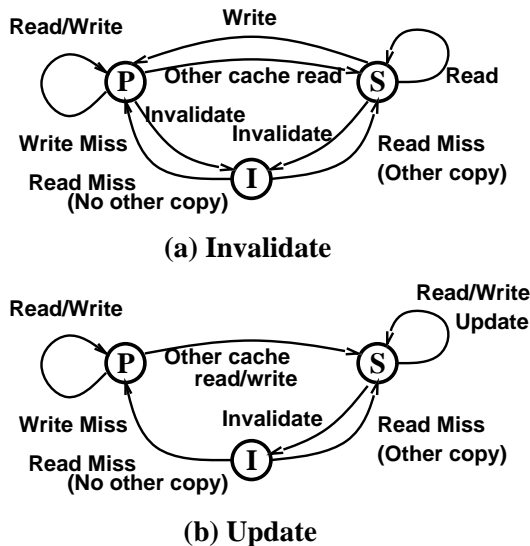 Read/Write
Write
P
Other cache read
S
Read
Invalidate
Invalidate
Write Miss
Read Miss
(No other copy)
I
Read Miss
(Other copy)
(a) Invalidate
Read/Write
Read/Write
Update
P
Other cache
read/write
S
Write Miss
Invalidate
Read Miss
(No other copy)
I
Read Miss
(Other copy)
(b) Update